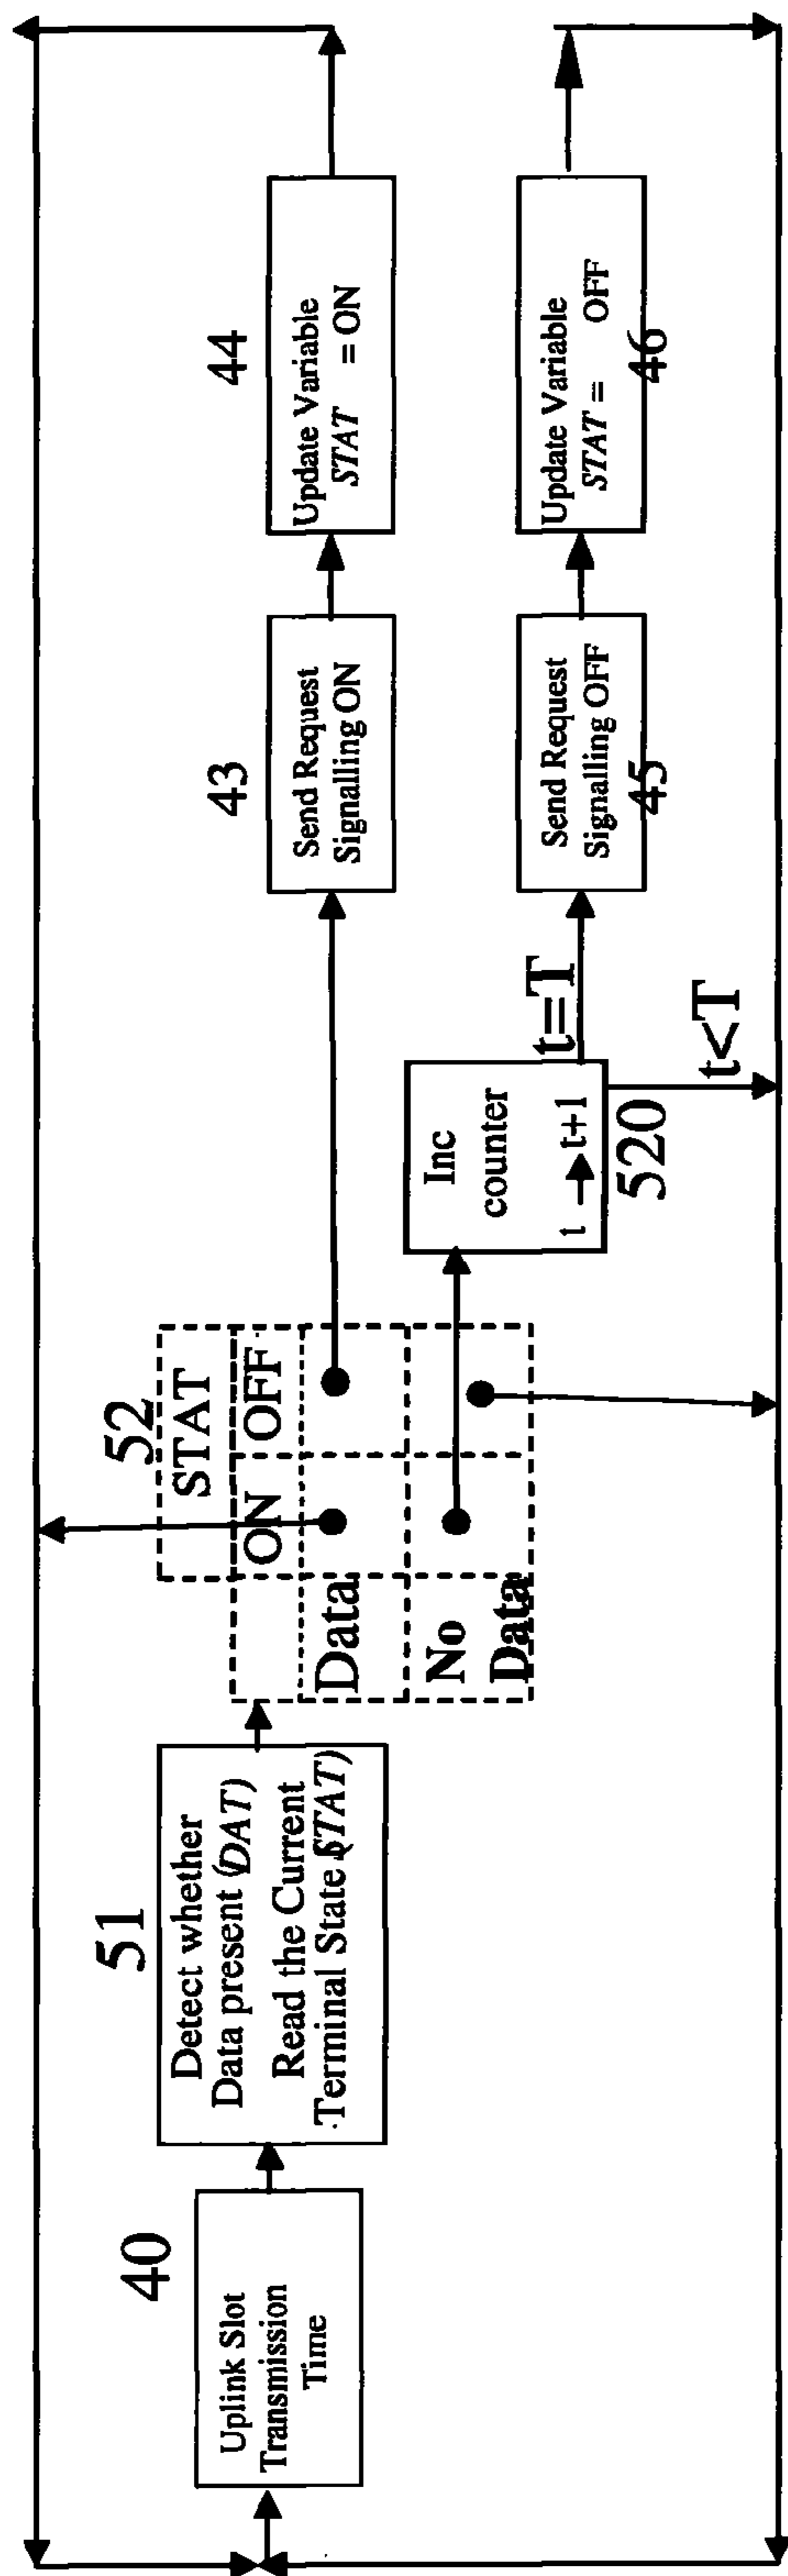 40
Uplink Slot
Transmission
Time
51
Detect whether
Data present (DAT)
Read the Current
Terminal State (STAT)
52
STAT
ON OFF
Data
No
Data
Inc
counter
t → t+1
520
t=T
t<T
43
Send Request
Signalling ON
44
Update Variable
STAT = ON
Send Request
Signalling OFF
45
Update Variable
STAT = OFF
46